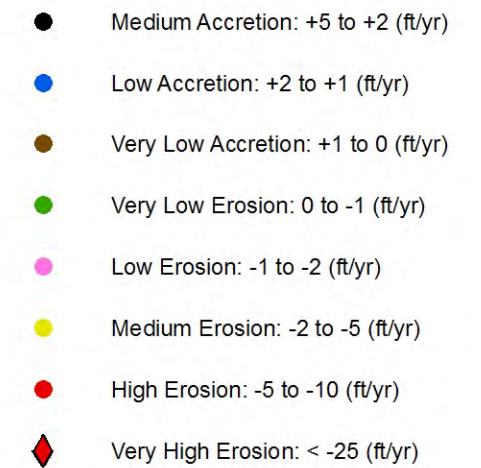 Medium Accretion: +5 to +2 (ft/yr)
Low Accretion: +2 to +1 (ft/yr)
Very Low Accretion: +1 to 0 (ft/yr)
Very Low Erosion: 0 to -1 (ft/yr)
Low Erosion: -1 to -2 (ft/yr)
Medium Erosion: -2 to -5 (ft/yr)
High Erosion: -5 to -10 (ft/yr)
Very High Erosion: < -25 (ft/yr)